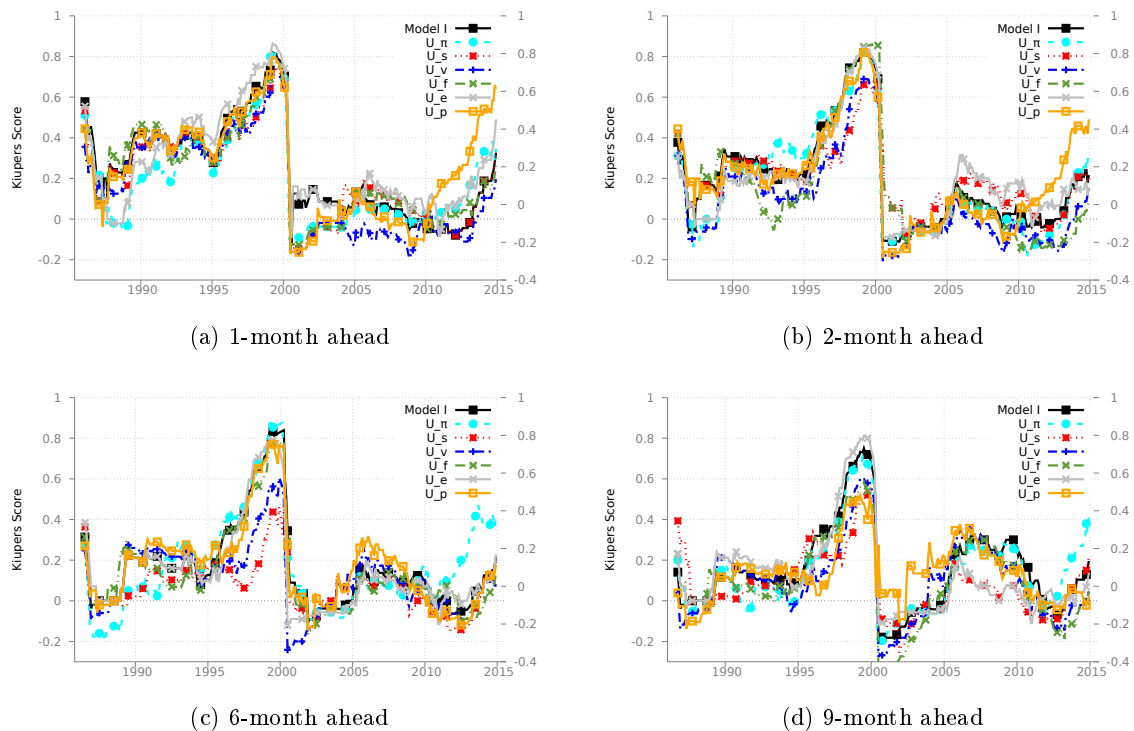 1
0.8
0.6
0.4
0.2
0
-0.2
Kiupers Score
Model I
U_π
U_s
U_v
U_f
U_e
U_p
1
0.8
0.6
0.4
0.2
0
-0.2
-0.4
1990
1995
2000
2005
2010
2015
(a) 1-month ahead
1
0.8
0.6
0.4
0.2
0
-0.2
Kiupers Score
Model I
U_π
U_s
U_v
U_f
U_e
U_p
1
0.8
0.6
0.4
0.2
0
-0.2
-0.4
1990
1995
2000
2005
2010
2015
(b) 2-month ahead
1
0.8
0.6
0.4
0.2
0
-0.2
Kiupers Score
Model I
U_π
U_s
U_v
U_f
U_e
U_p
1
0.8
0.6
0.4
0.2
0
-0.2
-0.4
1990
1995
2000
2005
2010
2015
(c) 6-month ahead
1
0.8
0.6
0.4
0.2
0
-0.2
Kiupers Score
Model I
U_π
U_s
U_v
U_f
U_e
U_p
1
0.8
0.6
0.4
0.2
0
-0.2
-0.4
1990
1995
2000
2005
2010
2015
(d) 9-month ahead